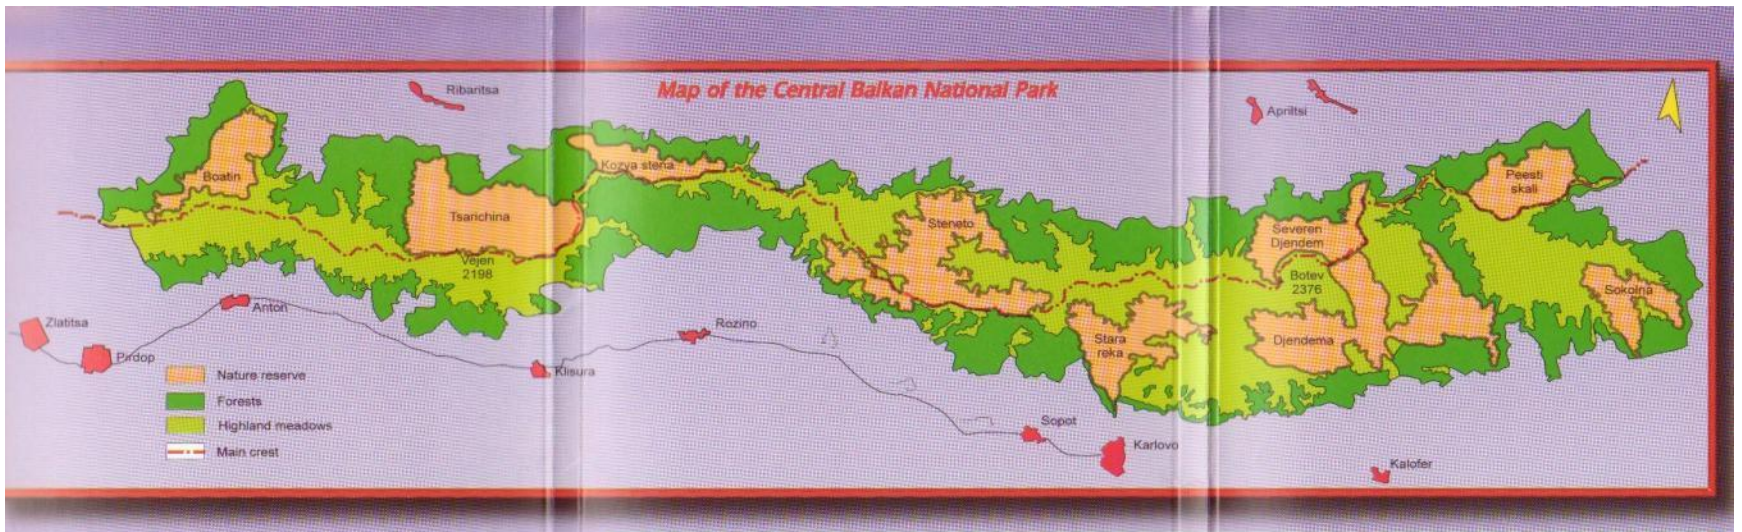 Map of the Central Balkan National Park
Ribaritsa
Apriltsi
Boatin
Kozya stena
Peesti
skali
Tsarichina
Steneto
Severen
Djendem
Vejen
2198
Botev
2376
Sokolna
Anton
Zlatitsa
Pirdop
Rozino
Klisura
Stara
reka
Djendema
Nature reserve
Forests
Highland meadows
Main crest
Sopot
Karlovo
Kalofer